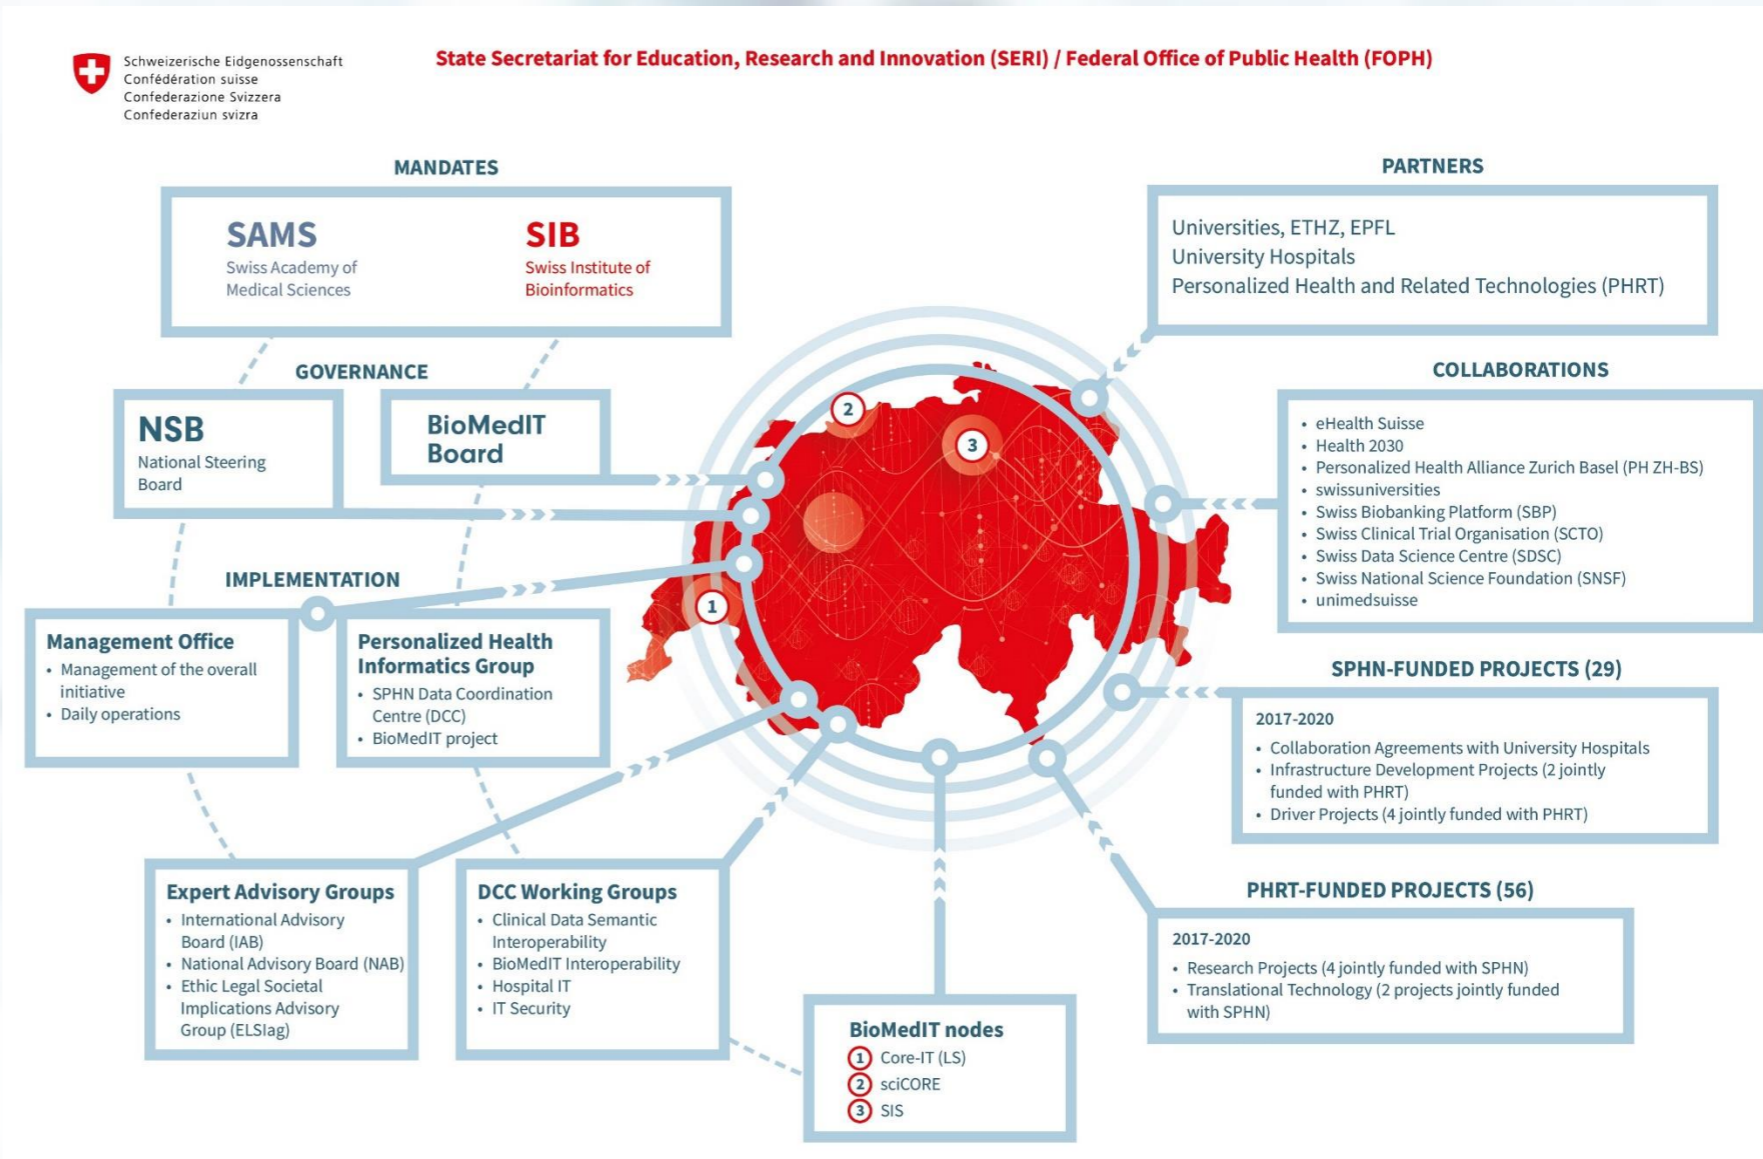 Schweizerische Eidgenossenschaft
Confédération suisse
Confederazione Svizzera
Confederaziun svizra
State Secretariat for Education, Research and Innovation (SERI) / Federal Office of Public Health (FOPH)
MANDATES
SAMS
Swiss Academy of
Medical Sciences
SIB
Swiss Institute of
Bioinformatics
GOVERNANCE
NSB
National Steering
Board
BioMedIT
Board
IMPLEMENTATION
Management Office
• Management of the overall
initiative
• Daily operations
Personalized Health
Informatics Group
• SPHN Data Coordination
Centre (DCC)
• BioMedIT project
Expert Advisory Groups
• International Advisory
Board (IAB)
• National Advisory Board (NAB)
• Ethic Legal Societal
Implications Advisory
Group (ELSIag)
DCC Working Groups
• Clinical Data Semantic
Interoperability
• BioMedIT Interoperability
• Hospital IT
• IT Security
BioMedIT nodes
1 Core-IT (LS)
2 sciCORE
3 SIS
2
3
1
PARTNERS
Universities, ETHZ, EPFL
University Hospitals
Personalized Health and Related Technologies (PHRT)
COLLABORATIONS
• eHealth Suisse
• Health 2030
• Personalized Health Alliance Zurich Basel (PH ZH-BS)
• swissuniversities
• Swiss Biobanking Platform (SBP)
• Swiss Clinical Trial Organisation (SCTO)
• Swiss Data Science Centre (SDSC)
• Swiss National Science Foundation (SNSF)
• unimedsuisse
SPHN-FUNDED PROJECTS (29)
2017-2020
• Collaboration Agreements with University Hospitals
• Infrastructure Development Projects (2 jointly
funded with PHRT)
• Driver Projects (4 jointly funded with PHRT)
PHRT-FUNDED PROJECTS (56)
2017-2020
• Research Projects (4 jointly funded with SPHN)
• Translational Technology (2 projects jointly funded
with SPHN)